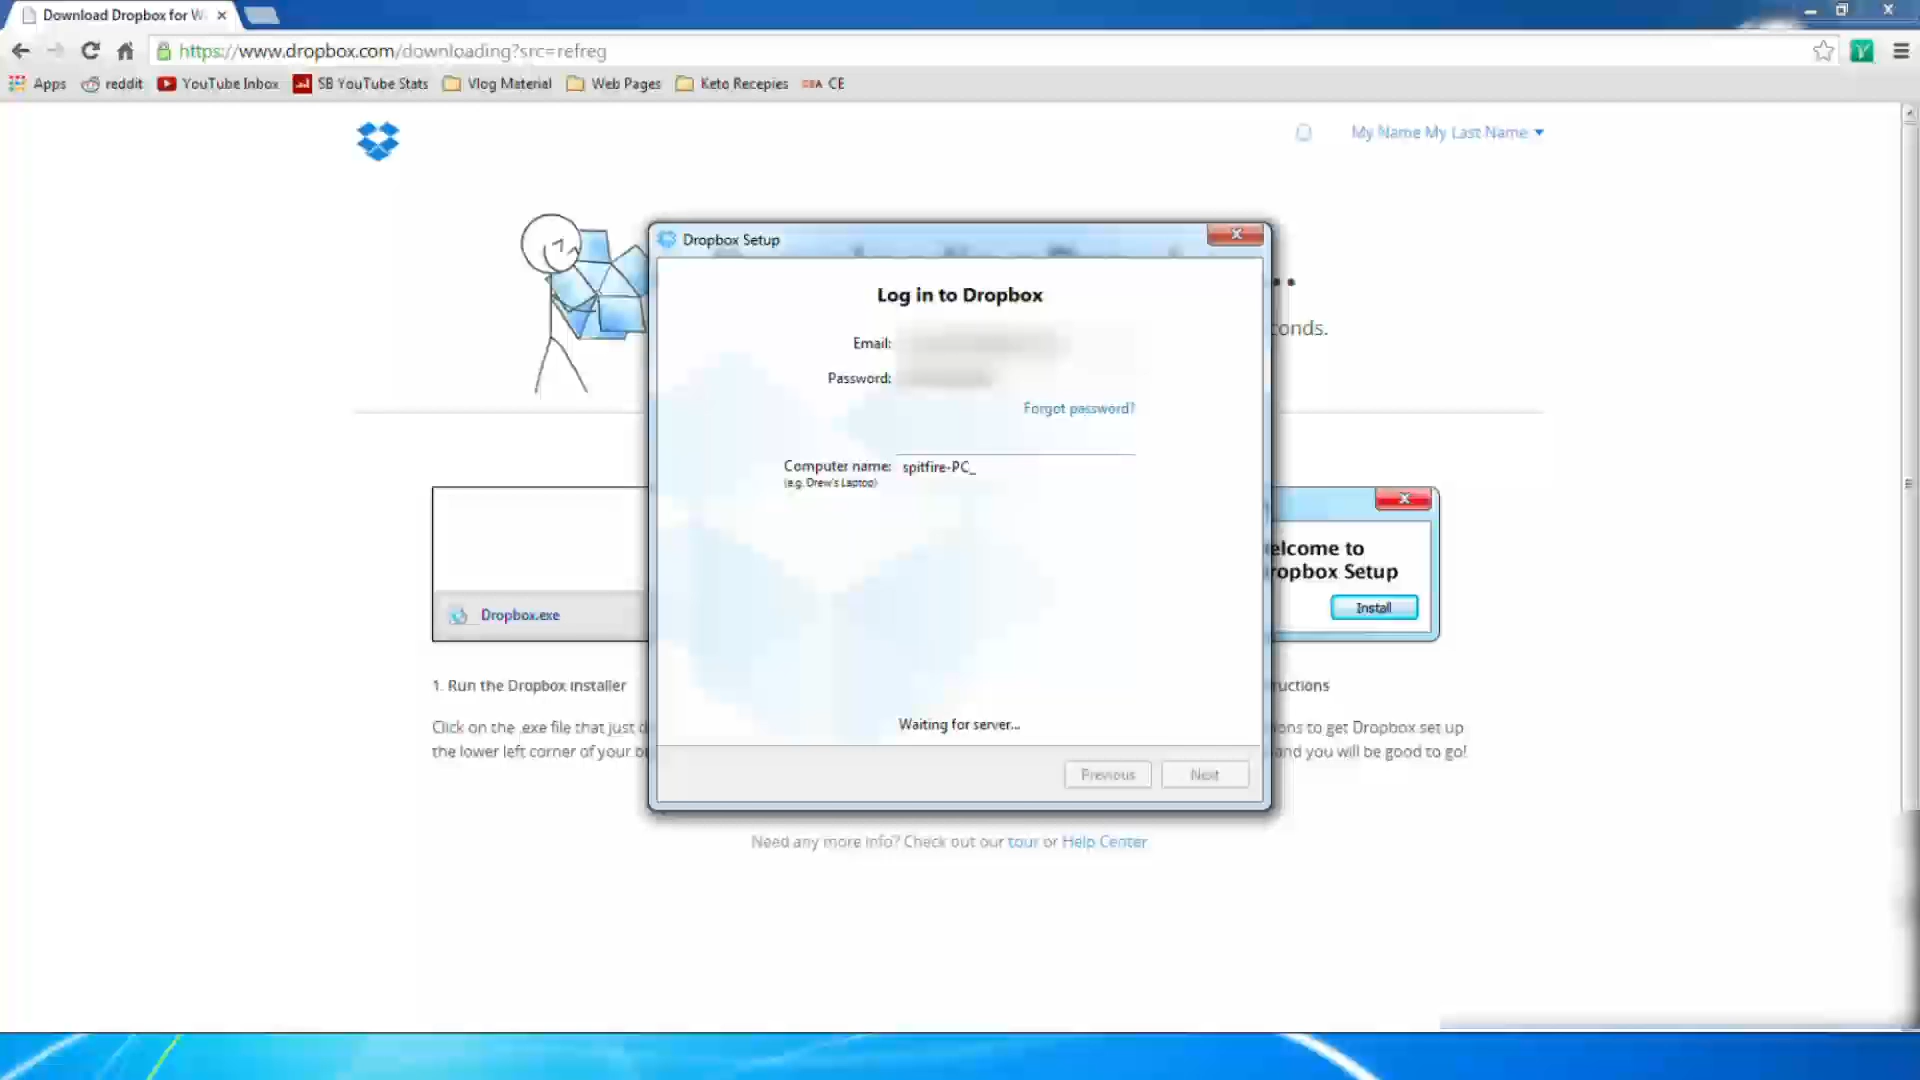 Download Dropbox for W
https://www.dropbox.com/downloading?src=refreg
Apps reddit YouTube Inbox SB YouTube Stats Vlog Material Web Pages Keto Recepies CE
My Name My Last Name
Dropbox Setup
Log in to Dropbox
conds.
Email:
Password:
Forgot password?
Computer name: spitfire-PC_
(e.g. Drew's Laptop)
elcome to
ropbox Setup
Install
Dropbox.exe
1. Run the Dropbox installer
ructions
Click on the .exe file that just d
ons to get Dropbox set up
the lower left corner of your b
and you will be good to go!
Waiting for server...
Previous Next
Need any more info? Check out our tour or Help Center